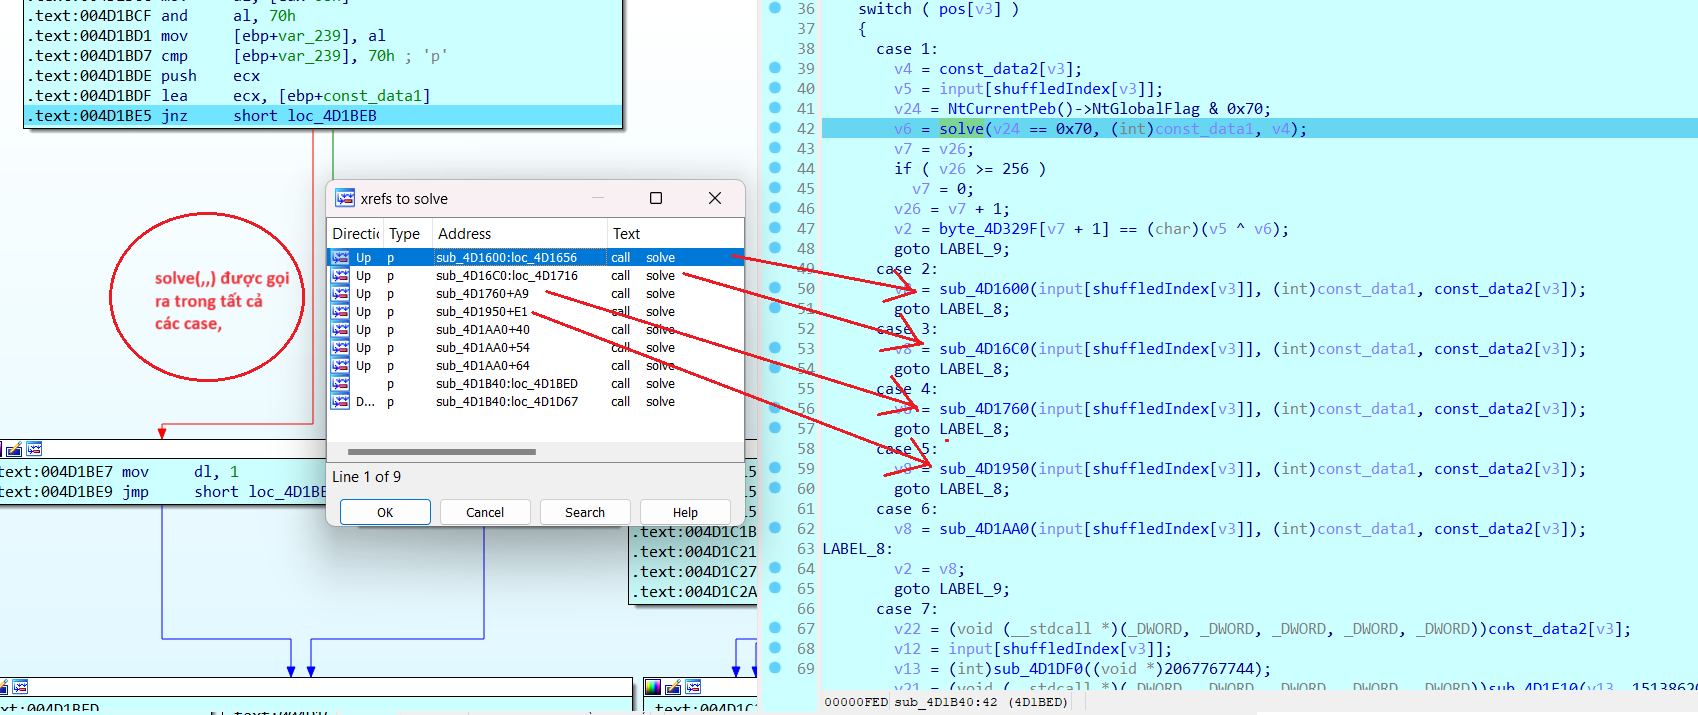 .text:004D1BCF and al, 70h
.text:004D1BD1 mov [ebp+var_239], al
.text:004D1BD7 cmp [ebp+var_239], 70h ; 'p'
.text:004D1BDE push ecx
.text:004D1BDF lea ecx, [ebp+const_data1]
.text:004D1BE5 jnz short loc_4D1BEB
solve(,,) được gọi
ra trong tất cả
các case,
text:004D1BE7 mov dl, 1
text:004D1BE9 jmp short loc_4D1BE
xrefs to solve
Directic Type Address Text
Up p sub_4D1600:loc_4D1656 call solve
Up p sub_4D16C0:loc_4D1716 call solve
Up p sub_4D1760+A9 call solve
Up p sub_4D1950+E1 call solve
Up p sub_4D1AA0+40 call solve
Up p sub_4D1AA0+54 call solve
Up p sub_4D1AA0+64 call solve
p sub_4D1B40:loc_4D1BED call solve
D... p sub_4D1B40:loc_4D1D67 call solve
Line 1 of 9
OK Cancel Search Help
.text:004D1C1B
.text:004D1C21
.text:004D1C27
.text:004D1C2A
36 switch ( pos[v3] )
37 {
38 case 1:
39 v4 = const_data2[v3];
40 v5 = input[shuffledIndex[v3]];
41 v24 = NtCurrentPeb()->NtGlobalFlag & 0x70;
42 v6 = solve(v24 == 0x70, (int)const_data1, v4);
43 v7 = v26;
44 if ( v26 >= 256 )
45 v7 = 0;
46 v26 = v7 + 1;
47 v2 = byte_4D329F[v7 + 1] == (char)(v5 ^ v6);
48 goto LABEL_9;
49 case 2:
50 = sub_4D1600(input[shuffledIndex[v3]], (int)const_data1, const_data2[v3]);
51 goto LABEL_8;
52 case 3:
53 v8 = sub_4D16C0(input[shuffledIndex[v3]], (int)const_data1, const_data2[v3]);
54 goto LABEL_8;
55 case 4:
56 = sub_4D1760(input[shuffledIndex[v3]], (int)const_data1, const_data2[v3]);
57 goto LABEL_8;
58 case 5:
59 v8 = sub_4D1950(input[shuffledIndex[v3]], (int)const_data1, const_data2[v3]);
60 goto LABEL_8;
61 case 6:
62 v8 = sub_4D1AA0(input[shuffledIndex[v3]], (int)const_data1, const_data2[v3]);
63 LABEL_8:
64 v2 = v8;
65 goto LABEL_9;
66 case 7:
67 v22 = (void (__stdcall *)(_DWORD, _DWORD, _DWORD, _DWORD, _DWORD))const_data2[v3];
68 v12 = input[shuffledIndex[v3]];
69 v13 = (int)sub_4D1DF0((void *)2067767744);
00000FED sub_4D1B40:42 (4D1BED)